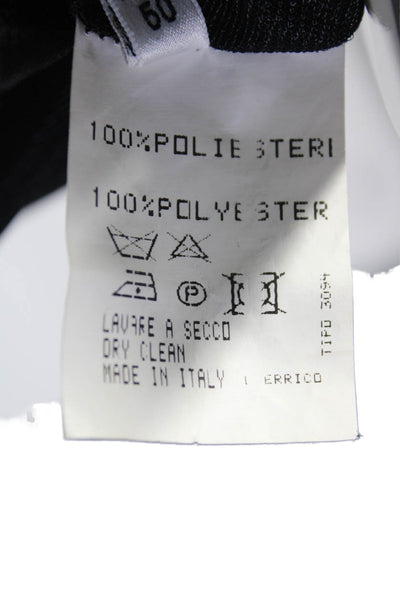 60
100%POLIESTERI
100%POLYESTER
P
LAVARE A SECCO
DRY CLEAN
MADE IN ITALY ERRICO
TIPO 3094